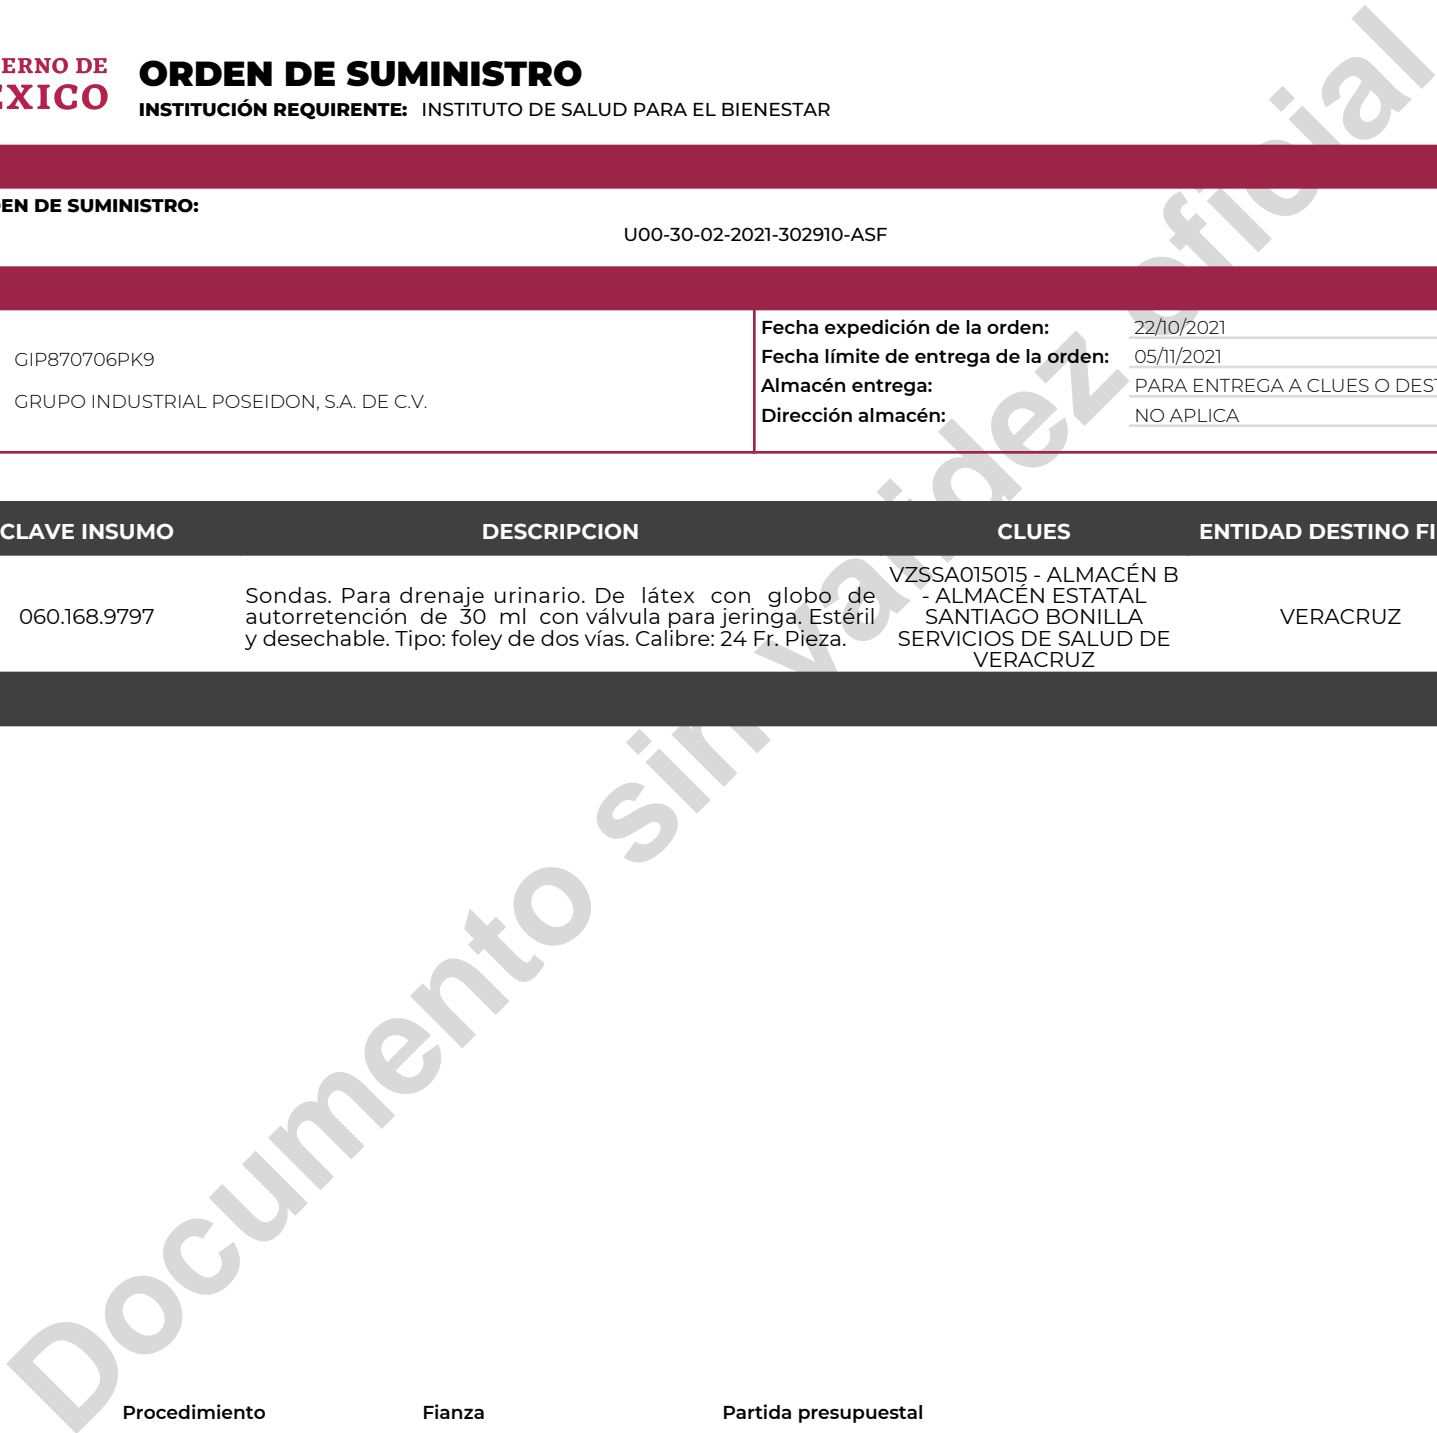 ERNO DE
EXICO
ORDEN DE SUMINISTRO
INSTITUCIÓN REQUIRENTE: INSTITUTO DE SALUD PARA EL BIENESTAR
EN DE SUMINISTRO:
U00-30-02-2021-302910-ASF
GIP870706PK9
GRUPO INDUSTRIAL POSEIDON, S.A. DE C.V.
Fecha expedición de la orden: 22/10/2021
Fecha límite de entrega de la orden: 05/11/2021
Almacén entrega: PARA ENTREGA A CLUES O DEST
Dirección almacén: NO APLICA
CLAVE INSUMO DESCRIPCION CLUES ENTIDAD DESTINO FI
060.168.9797
Sondas. Para drenaje urinario. De látex con globo de
autorretención de 30 ml con válvula para jeringa. Estéril
y desechable. Tipo: foley de dos vías. Calibre: 24 Fr. Pieza.
VZSSA015015 - ALMACÉN B
- ALMACÉN ESTATAL
SANTIAGO BONILLA
SERVICIOS DE SALUD DE
VERACRUZ
VERACRUZ
Documento sin validez oficial
Procedimiento Fianza Partida presupuestal